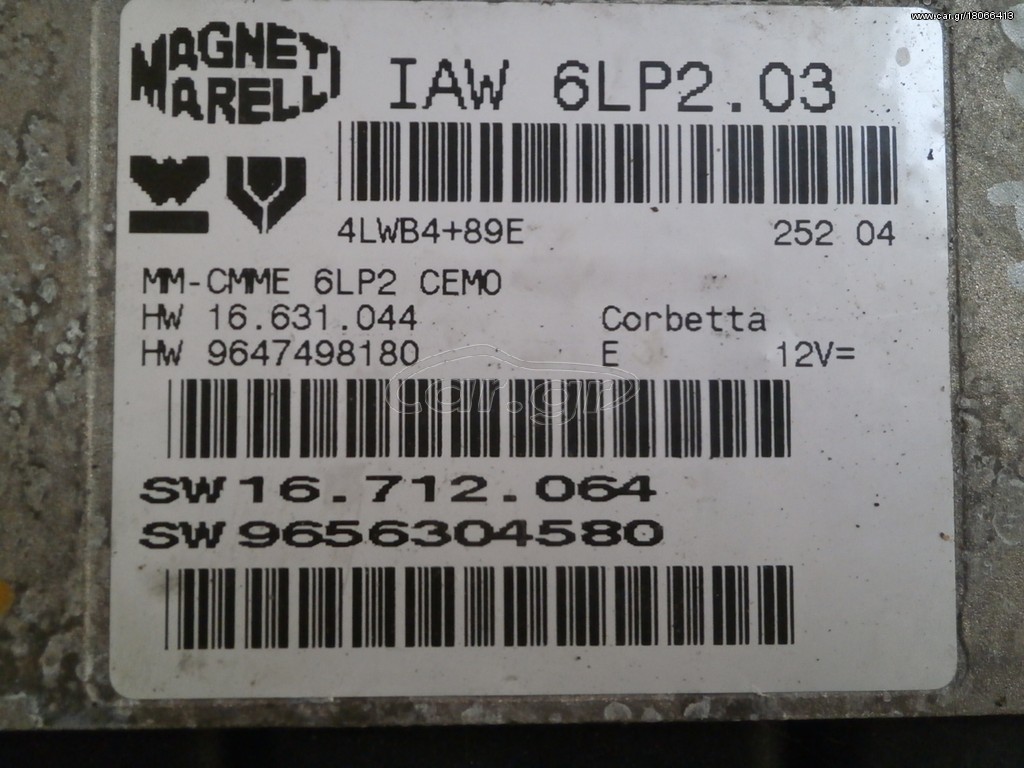 www.car.gr/18066413
MAGNETI
MARELLI
IAW 6LP2.03
4LWB4+89E 252 04
MM-CMME 6LP2 CEM0
HW 16.631.044 Corbetta
HW 9647498180 E 12V=
car.gr
SW 16.712.064
SW 9656304580